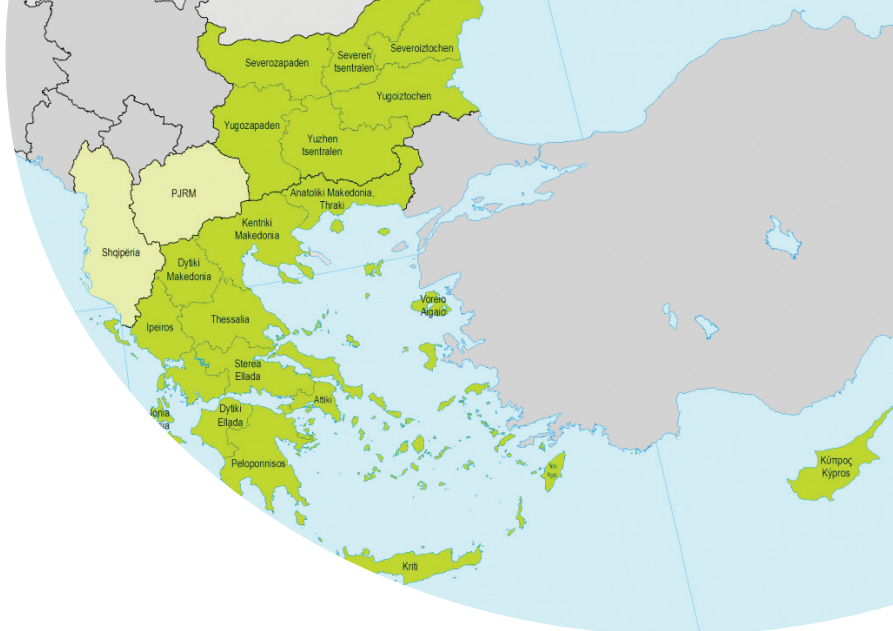 Severoiztochen
Severen
tsentralen
Severozapaden
Yugoiztochen
Yugozapaden
Yuzhen
tsentralen
PJRM
Anatoliki Makedonia,
Thraki
Kentriki
Makedonia
Shqipëria
Dytiki
Makedonia
Voreio
Aigaio
Ipeiros
Thessalia
Sterea
Ellada
Attiki
Dytiki
Ellada
Peloponnisos
Κύπρος
Kýpros
Kriti